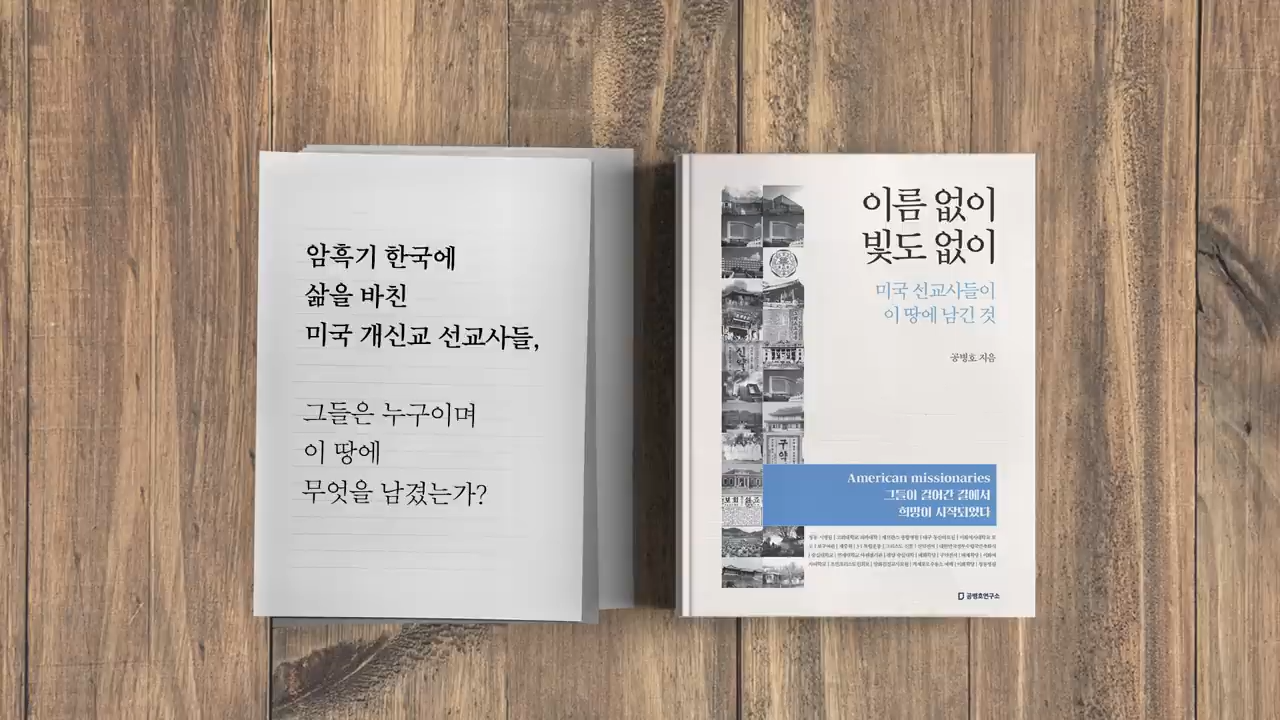 암흑기 한국에
삶을 바친
미국 개신교 선교사들,
그들은 누구이며
이 땅에
무엇을 남겼는가?
이름 없이
빛도 없이
미국 선교사들이
이 땅에 남긴 것
공병호 지음
구약
American missionaries
그들이 걸어간 길에서
희망이 시작되었다
공병호연구소